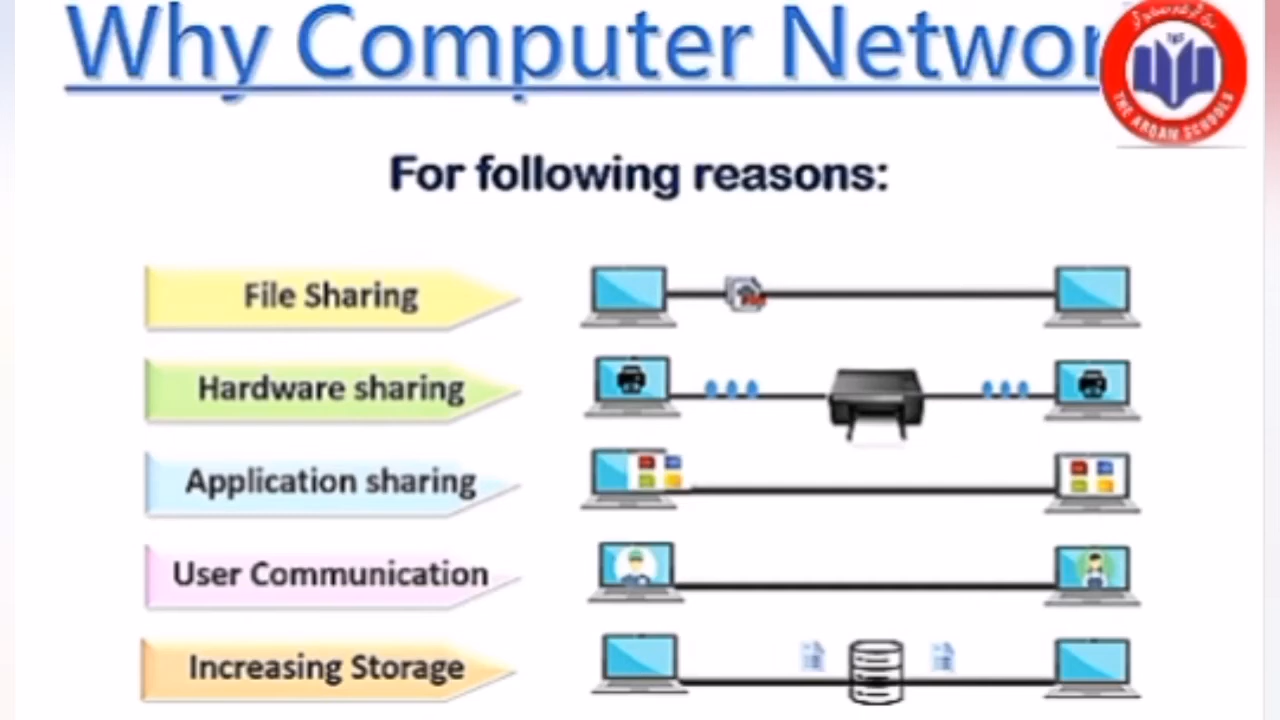 Why Computer Networ
For following reasons:
File Sharing
Hardware sharing
Application sharing
User Communication
Increasing Storage
THE ARQAM SCHOOLS